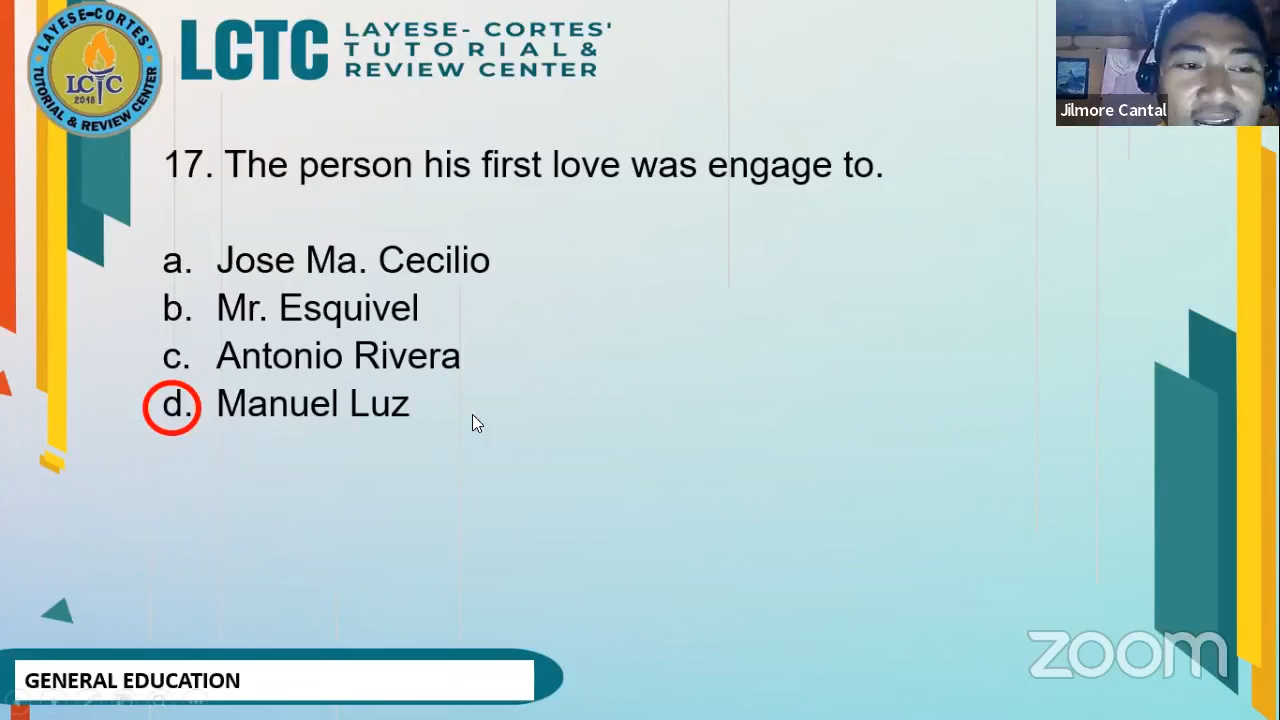 LAYESE-CORTES'
LCTC
2018
TUTORIAL & REVIEW CENTER
LCTC
LAYESE- CORTES'
TUTORIAL &
REVIEW CENTER
Jilmore Cantal
17. The person his first love was engage to.
a. Jose Ma. Cecilio
b. Mr. Esquivel
c. Antonio Rivera
d. Manuel Luz
zoom
GENERAL EDUCATION